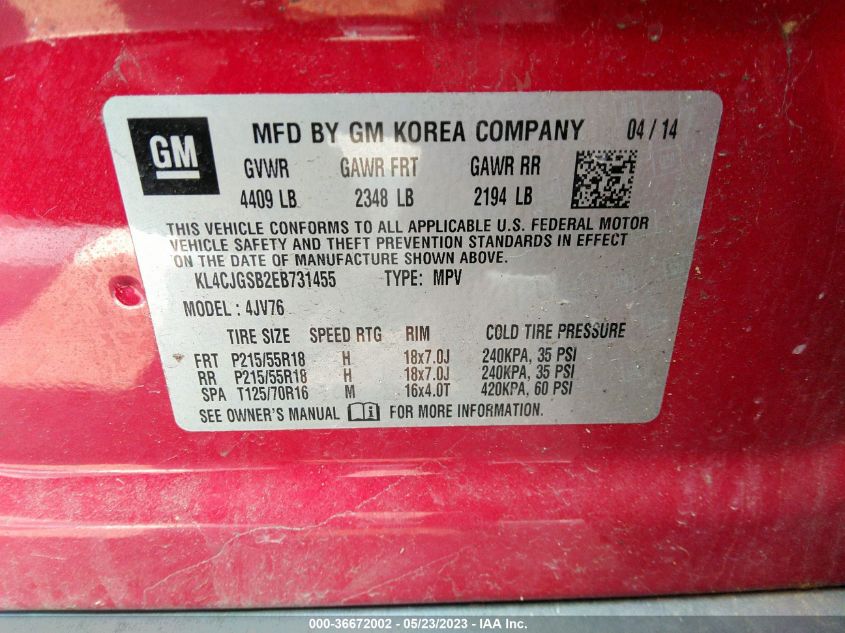 GM
MFD BY GM KOREA COMPANY 04 / 14
GVWR GAWR FRT GAWR RR
4409 LB 2348 LB 2194 LB
THIS VEHICLE CONFORMS TO ALL APPLICABLE U.S. FEDERAL MOTOR
VEHICLE SAFETY AND THEFT PREVENTION STANDARDS IN EFFECT
ON THE DATE OF MANUFACTURE SHOWN ABOVE.
KL4CJGSB2EB731455 TYPE: MPV
MODEL : 4JV76
TIRE SIZE SPEED RTG RIM COLD TIRE PRESSURE
FRT P215/55R18 H 18x7.0J 240KPA, 35 PSI
RR P215/55R18 H 18x7.0J 240KPA, 35 PSI
SPA T125/70R16 M 16x4.0T 420KPA, 60 PSI
SEE OWNER'S MANUAL FOR MORE INFORMATION.
000-36672002 - 05/23/2023 - IAA Inc.